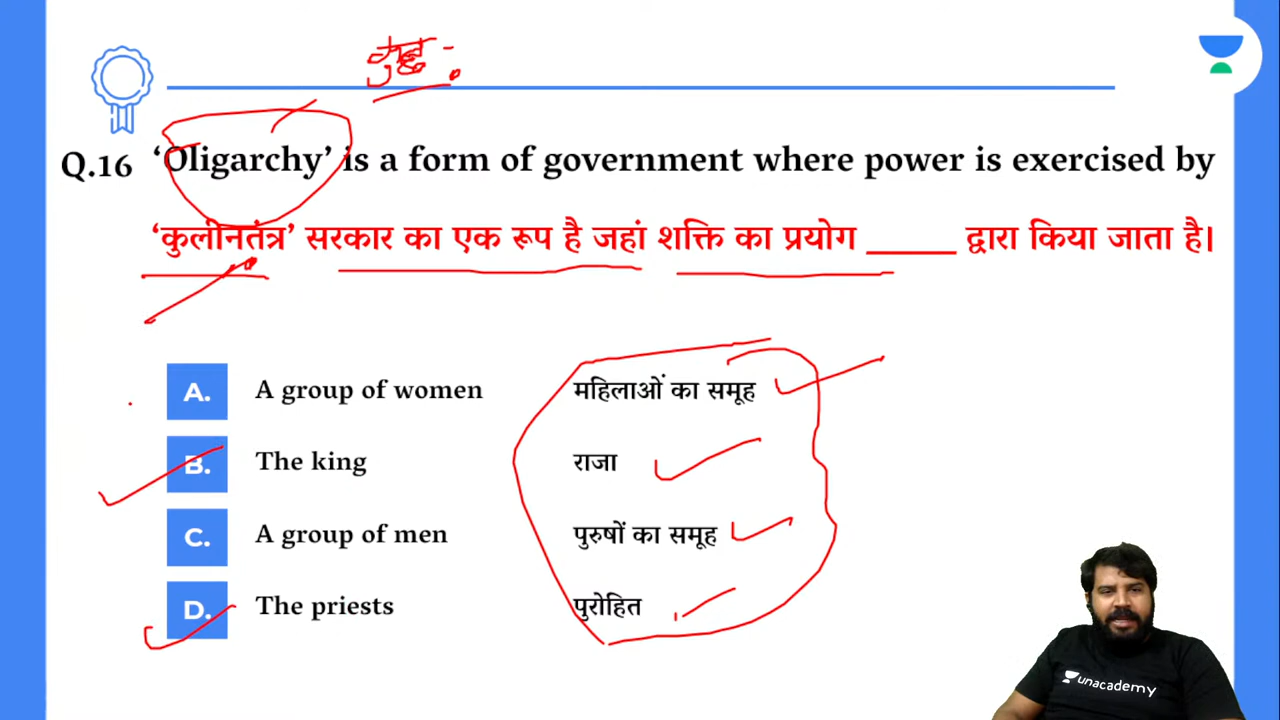 Q.16 ‘Oligarchy’ is a form of government where power is exercised by
‘कुलीनतंत्र’ सरकार का एक रूप है जहां शक्ति का प्रयोग ______ द्वारा किया जाता है।
A. A group of women महिलाओं का समूह
B. The king राजा
C. A group of men पुरुषों का समूह
D. The priests पुरोहित
unacademy